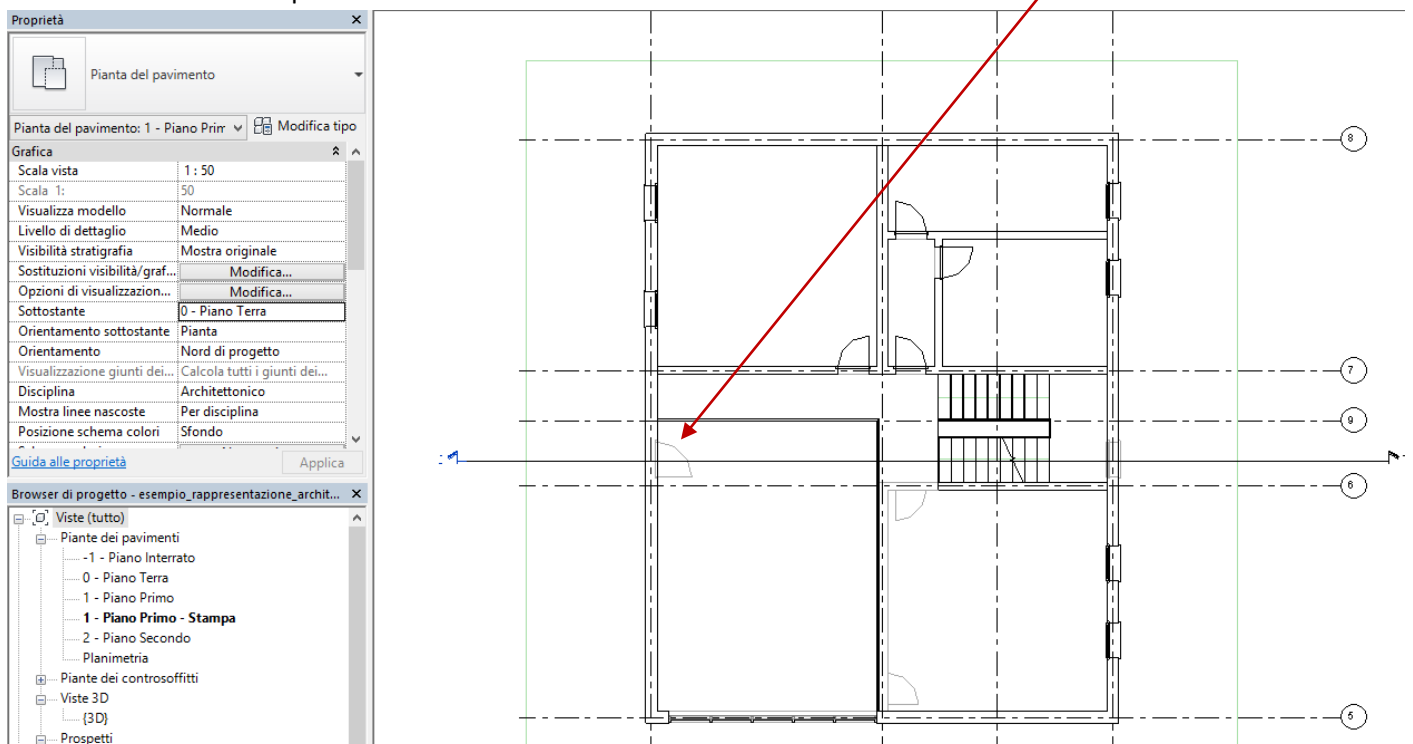 Proprietà
Pianta del pavimento
Pianta del pavimento: 1 - Piano Prim
Modifica tipo
Grafica
Scala vista 1 : 50
Scala 1: 50
Visualizza modello Normale
Livello di dettaglio Medio
Visibilità stratigrafia Mostra originale
Sostituzioni visibilità/graf... Modifica...
Opzioni di visualizzazion... Modifica...
Sottostante 0 - Piano Terra
Orientamento sottostante Pianta
Orientamento Nord di progetto
Visualizzazione giunti dei... Calcola tutti i giunti dei...
Disciplina Architettonico
Mostra linee nascoste Per disciplina
Posizione schema colori Sfondo
Guida alle proprietà Applica
Browser di progetto - esempio_rappresentazione_archit...
Viste (tutto)
Piante dei pavimenti
-1 - Piano Interrato
0 - Piano Terra
1 - Piano Primo
1 - Piano Primo - Stampa
2 - Piano Secondo
Planimetria
Piante dei controsoffitti
Viste 3D
{3D}
Prospetti
8
7
9
6
5